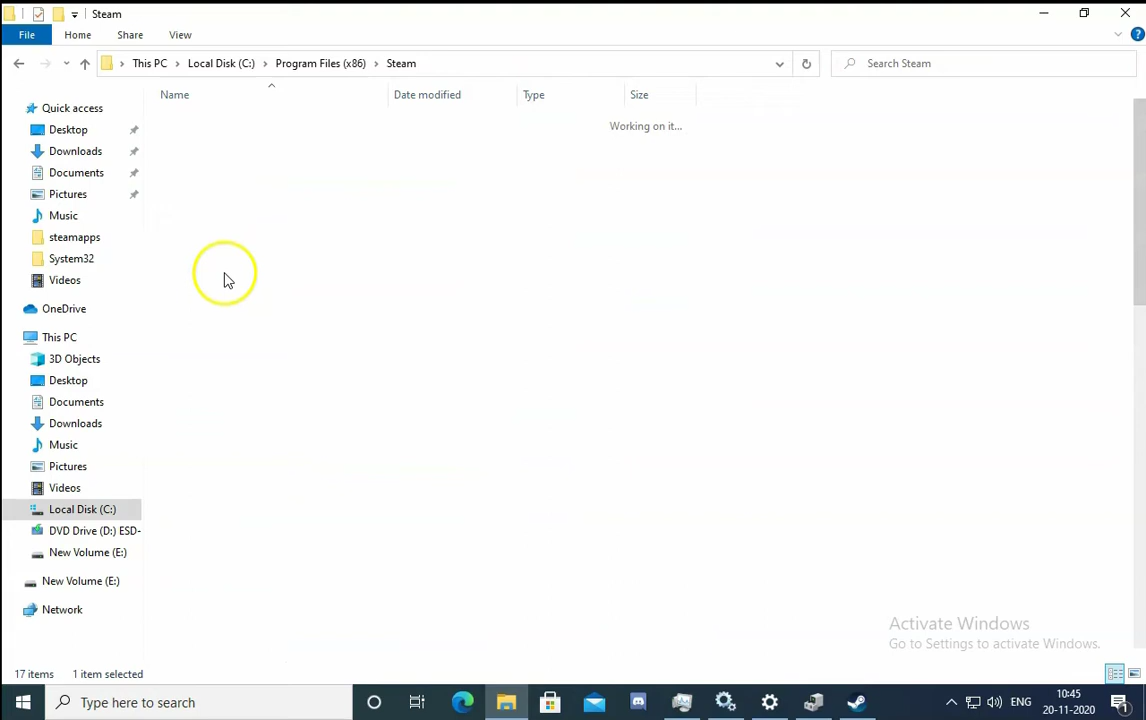 Steam
File Home Share View
This PC Local Disk (C:) Program Files (x86) Steam
Search Steam
Name Date modified Type Size
Working on it...
Quick access
Desktop
Downloads
Documents
Pictures
Music
steamapps
System32
Videos
OneDrive
This PC
3D Objects
Desktop
Documents
Downloads
Music
Pictures
Videos
Local Disk (C:)
DVD Drive (D:) ESD-
New Volume (E:)
New Volume (E:)
Network
Activate Windows
Go to Settings to activate Windows.
17 items 1 item selected
Type here to search
ENG
10:45
20-11-2020
1